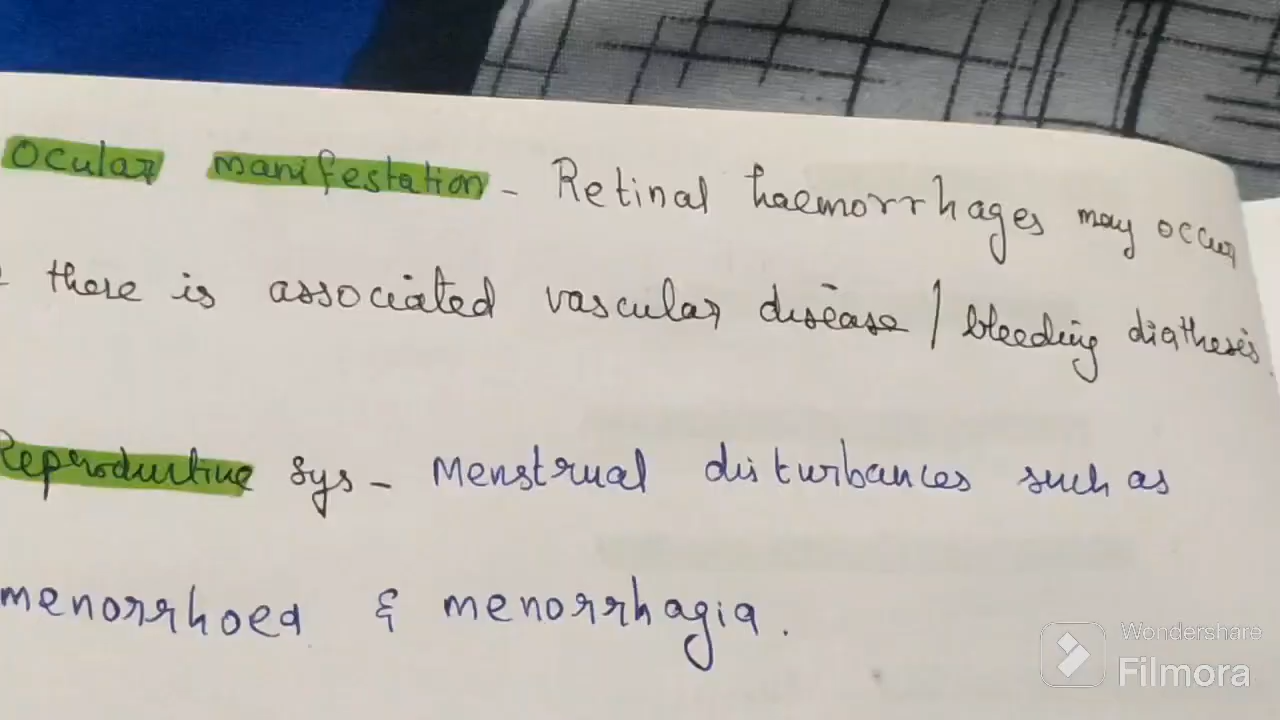 Ocular manifestation - Retinal haemorrhages may occur
there is associated vascular disease / bleeding diathesis
Reproductive sys - Menstrual disturbances such as
menorrhoea & menorrhagia.
Wondershare
Filmora